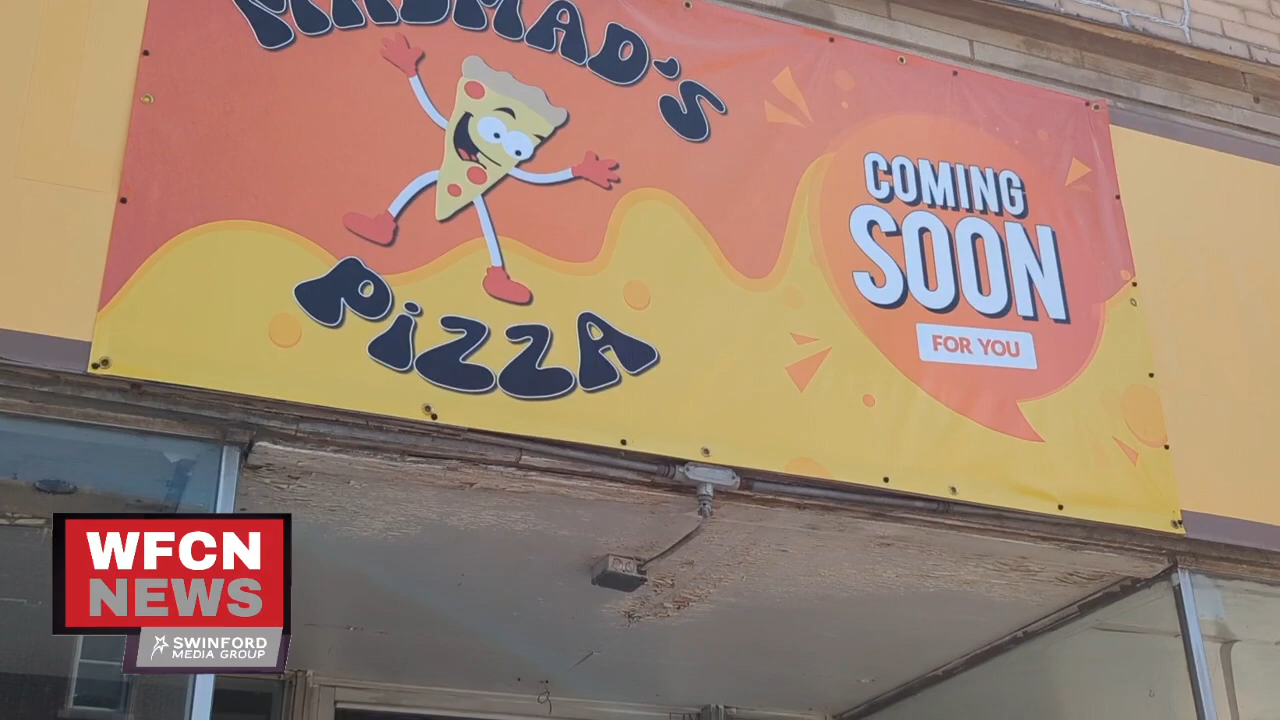 PIZZA
COMING
SOON
FOR YOU
WFCN
NEWS
SWINFORD
MEDIA GROUP